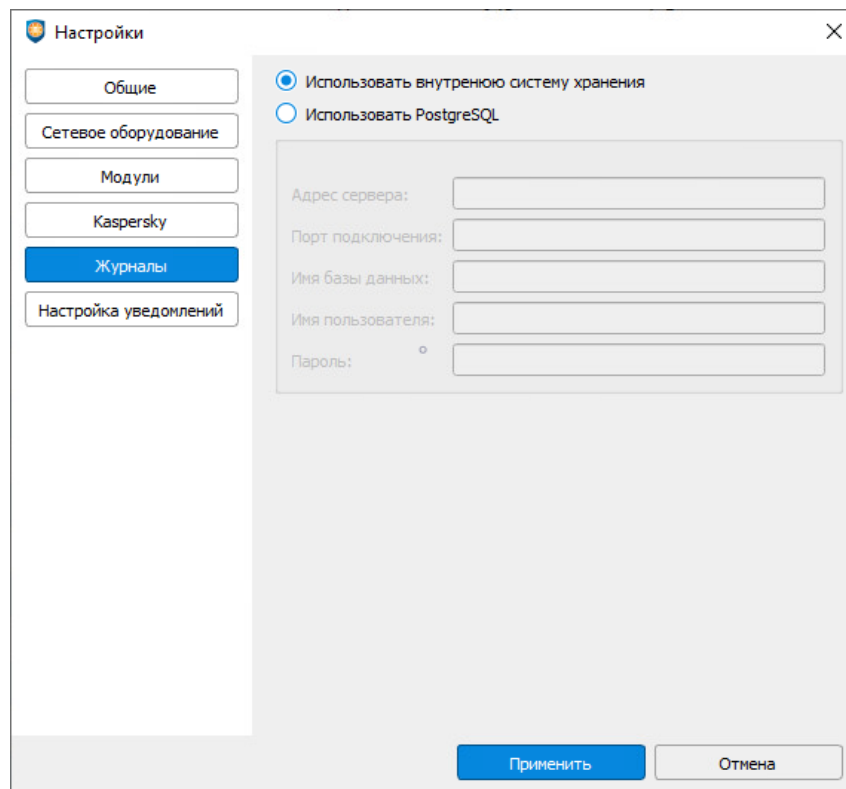 Настройки
Общие
Сетевое оборудование
Модули
Kaspersky
Журналы
Настройка уведомлений
Использовать внутренюю систему хранения
Использовать PostgreSQL
Адрес сервера:
Порт подключения:
Имя базы данных:
Имя пользователя:
Пароль:
Применить
Отмена